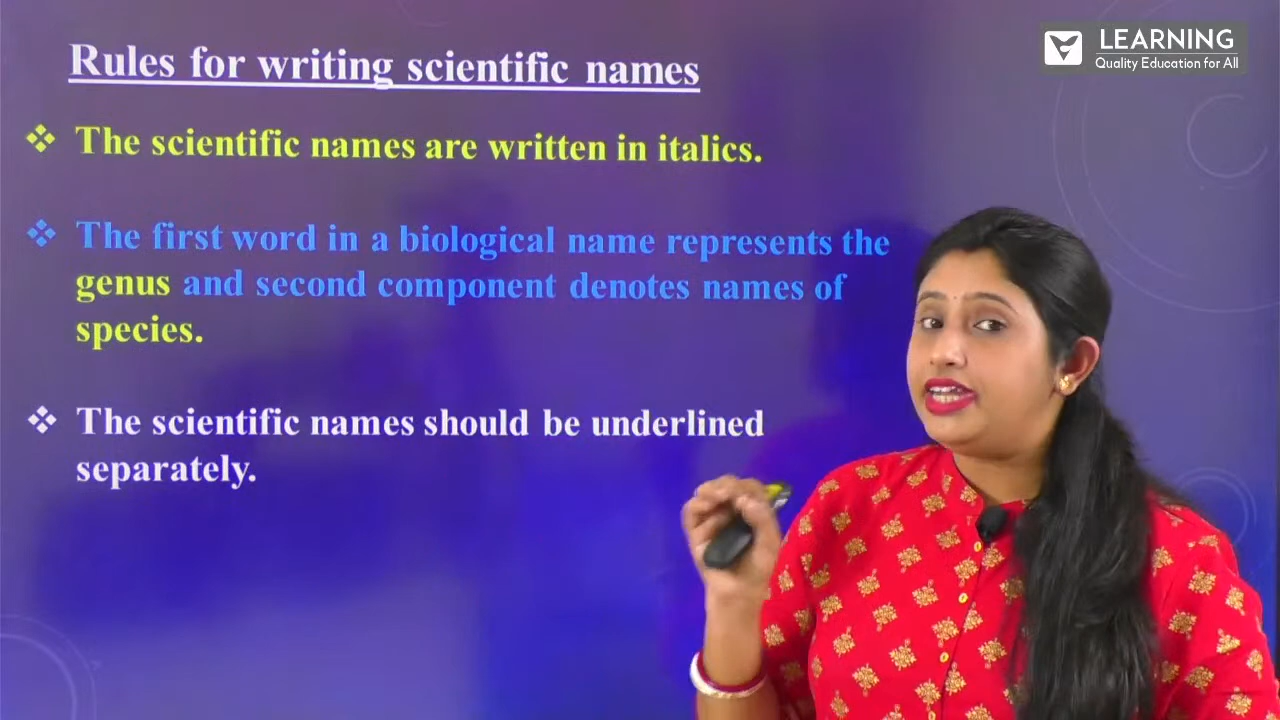 LEARNING
Quality Education for All
Rules for writing scientific names
❖ The scientific names are written in italics.
❖ The first word in a biological name represents the
genus and second component denotes names of
species.
❖ The scientific names should be underlined
separately.